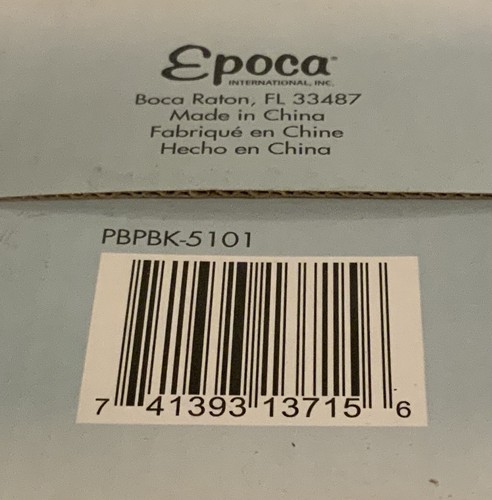 Epoca
INTERNATIONAL, INC.
Boca Raton, FL 33487
Made in China
Fabriqué en Chine
Hecho en China
PBPBK-5101
7 41393 13715 6